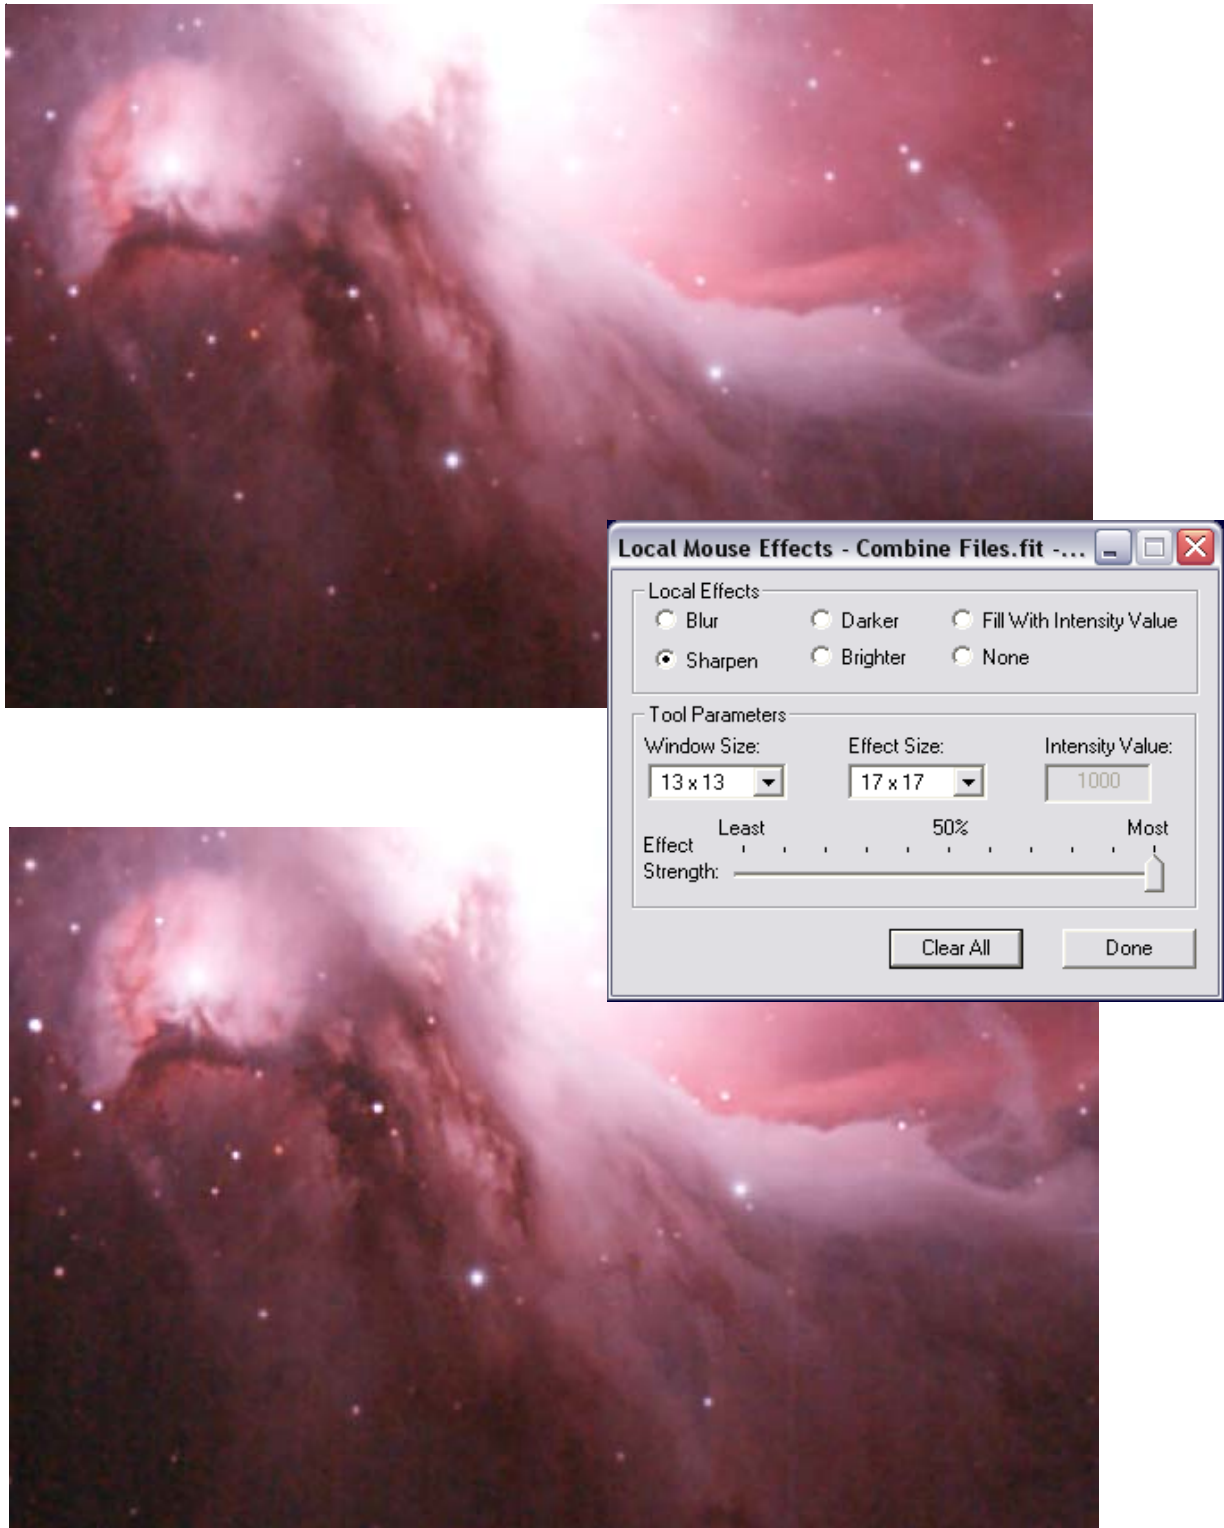 Local Mouse Effects - Combine Files.fit -...
Local Effects
Blur
Darker
Fill With Intensity Value
Sharpen
Brighter
None
Tool Parameters
Window Size:
Effect Size:
Intensity Value:
13 x 13
17 x 17
1000
Least
50%
Most
Effect
Strength:
Clear All
Done